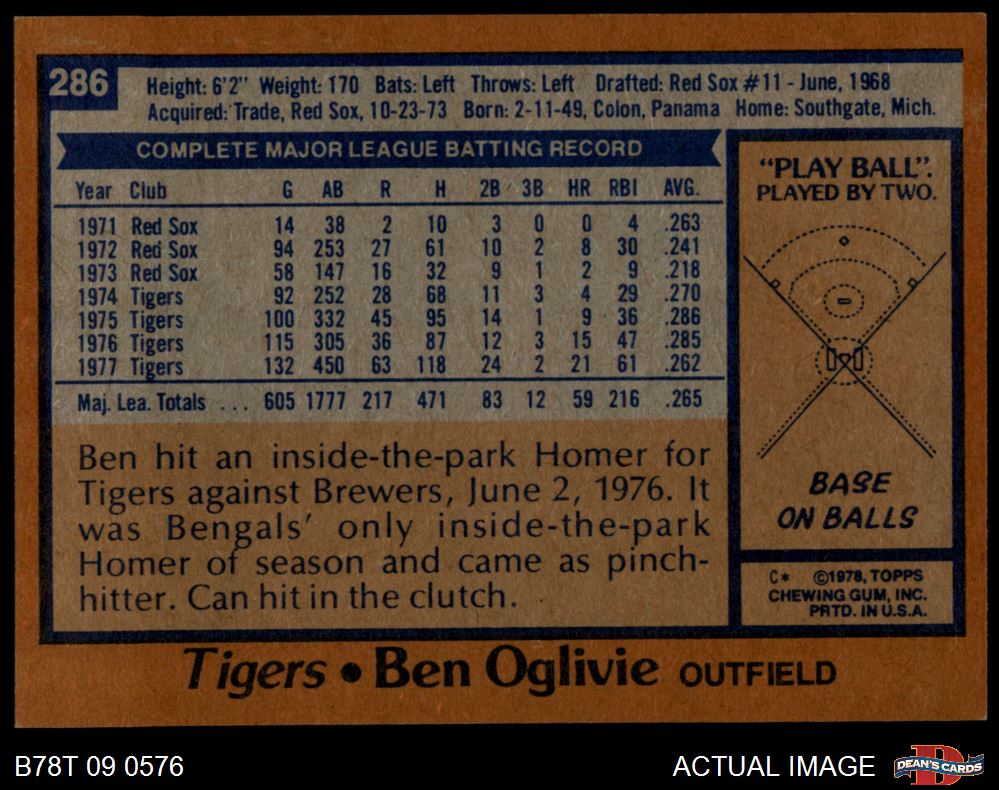 286
Height: 6'2" Weight: 170 Bats: Left Throws: Left Drafted: Red Sox #11 - June, 1968
Acquired: Trade, Red Sox, 10-23-73 Born: 2-11-49, Colon, Panama Home: Southgate, Mich.
COMPLETE MAJOR LEAGUE BATTING RECORD
Year Club G AB R H 2B 3B HR RBI AVG.
1971 Red Sox 14 38 2 10 3 0 0 4 .263
1972 Red Sox 94 253 27 61 10 2 8 30 .241
1973 Red Sox 58 147 16 32 9 1 2 9 .218
1974 Tigers 92 252 28 68 11 3 4 29 .270
1975 Tigers 100 332 45 95 14 1 9 36 .286
1976 Tigers 115 305 36 87 12 3 15 47 .285
1977 Tigers 132 450 63 118 24 2 21 61 .262
Maj. Lea. Totals ... 605 1777 217 471 83 12 59 216 .265
Ben hit an inside-the-park Homer for
Tigers against Brewers, June 2, 1976. It
was Bengals' only inside-the-park
Homer of season and came as pinch-
hitter. Can hit in the clutch.
"PLAY BALL".
PLAYED BY TWO.
BASE
ON BALLS
C* ©1978, TOPPS
CHEWING GUM, INC.
PRTD. IN U.S.A.
Tigers • Ben Oglivie OUTFIELD
B78T 09 0576
ACTUAL IMAGE
DEAN'S CARDS